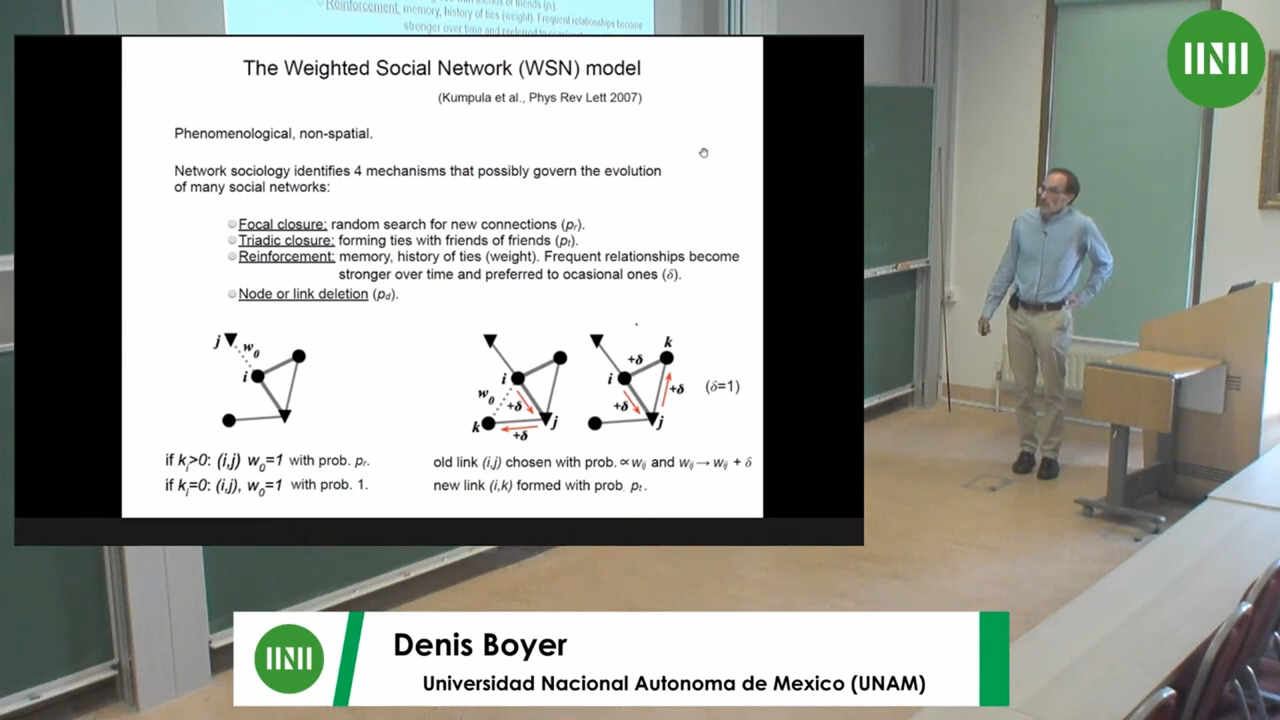 Reinforcement, memory, history of ties (weight). Frequent relationships become
stronger over time and preferred to
The Weighted Social Network (WSN) model
(Kumpula et al., Phys Rev Lett 2007)
Phenomenological, non-spatial.
Network sociology identifies 4 mechanisms that possibly govern the evolution
of many social networks:
Focal closure: random search for new connections (pr).
Triadic closure: forming ties with friends of friends (pt).
Reinforcement: memory, history of ties (weight). Frequent relationships become
stronger over time and preferred to ocasional ones (δ).
Node or link deletion (pd).
j w0
i
i j k w0 +δ +δ
i j k +δ +δ +δ
(δ=1)
if ki>0: (i,j) w0=1 with prob. pr.
if ki=0: (i,j), w0=1 with prob. 1.
old link (i,j) chosen with prob. ∝ wij and wij → wij + δ
new link (i,k) formed with prob. pt.
Denis Boyer
Universidad Nacional Autonoma de Mexico (UNAM)